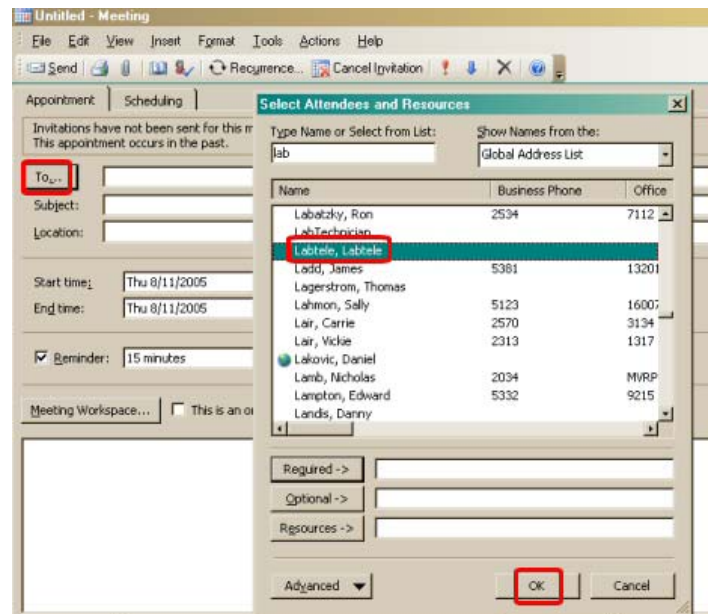 Untitled - Meeting
File Edit View Insert Format Tools Actions Help
Send Recurrence... Cancel Invitation
Appointment Scheduling
Invitations have not been sent for this m
This appointment occurs in the past.
To...
Subject:
Location:
Start time: Thu 8/11/2005
End time: Thu 8/11/2005
Reminder: 15 minutes
Meeting Workspace... This is an o
Select Attendees and Resources
Type Name or Select from List: Show Names from the:
lab Global Address List
Name Business Phone Office
Labatzky, Ron 2534 7112
LabTechnician
Labtele, Labtele
Ladd, James 5381 13201
Lagerstrom, Thomas
Lahmon, Sally 5123 16007
Lair, Carrie 2570 3134
Lair, Vickie 2313 1317
Lakovic, Daniel
Lamb, Nicholas 2034 MVRP
Lampton, Edward 5332 9215
Landis, Danny
Required ->
Optional ->
Resources ->
Advanced OK Cancel